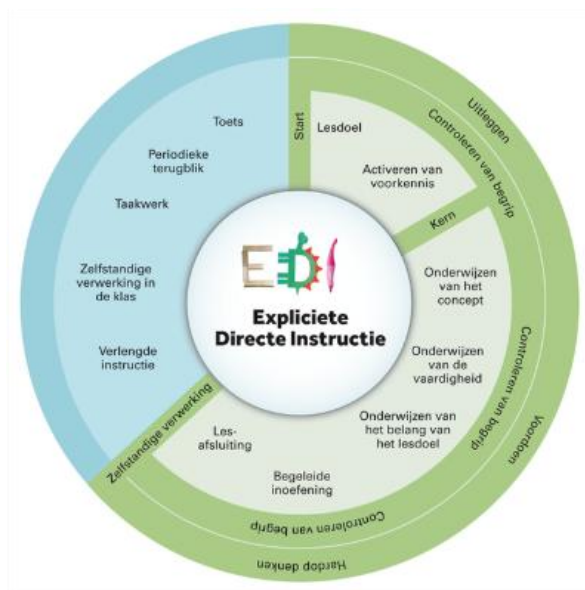 Start
Lesdoel
Activeren van
voorkennis
Kern
Onderwijzen
van het
concept
Onderwijzen
van de
vaardigheid
Onderwijzen van
het belang van
het lesdoel
Begeleide
inoefening
Les-
afsluiting
Zelfstandige verwerking
Verlengde
instructie
Zelfstandige
verwerking in
de klas
Taakwerk
Periodieke
terugblik
Toets
EDI
Expliciete
Directe Instructie
Controleren van begrip
Controleren van begrip
Controleren van begrip
Uitleggen
Voordoen
Hardop denken